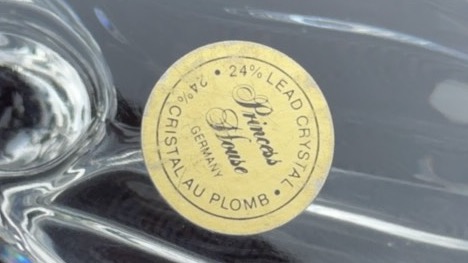 24% LEAD CRYSTAL
Princess
House
GERMANY
24% CRISTAL AU PLOMB